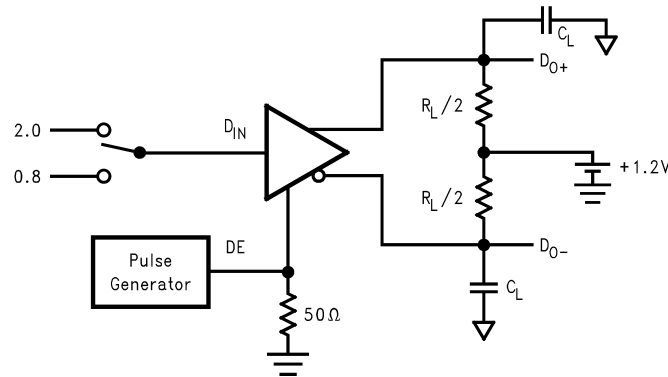 C_L
D_O+
2.0
D_IN
R_L/2
0.8
+1.2V
R_L/2
DE
D_O−
Pulse
Generator
C_L
50Ω